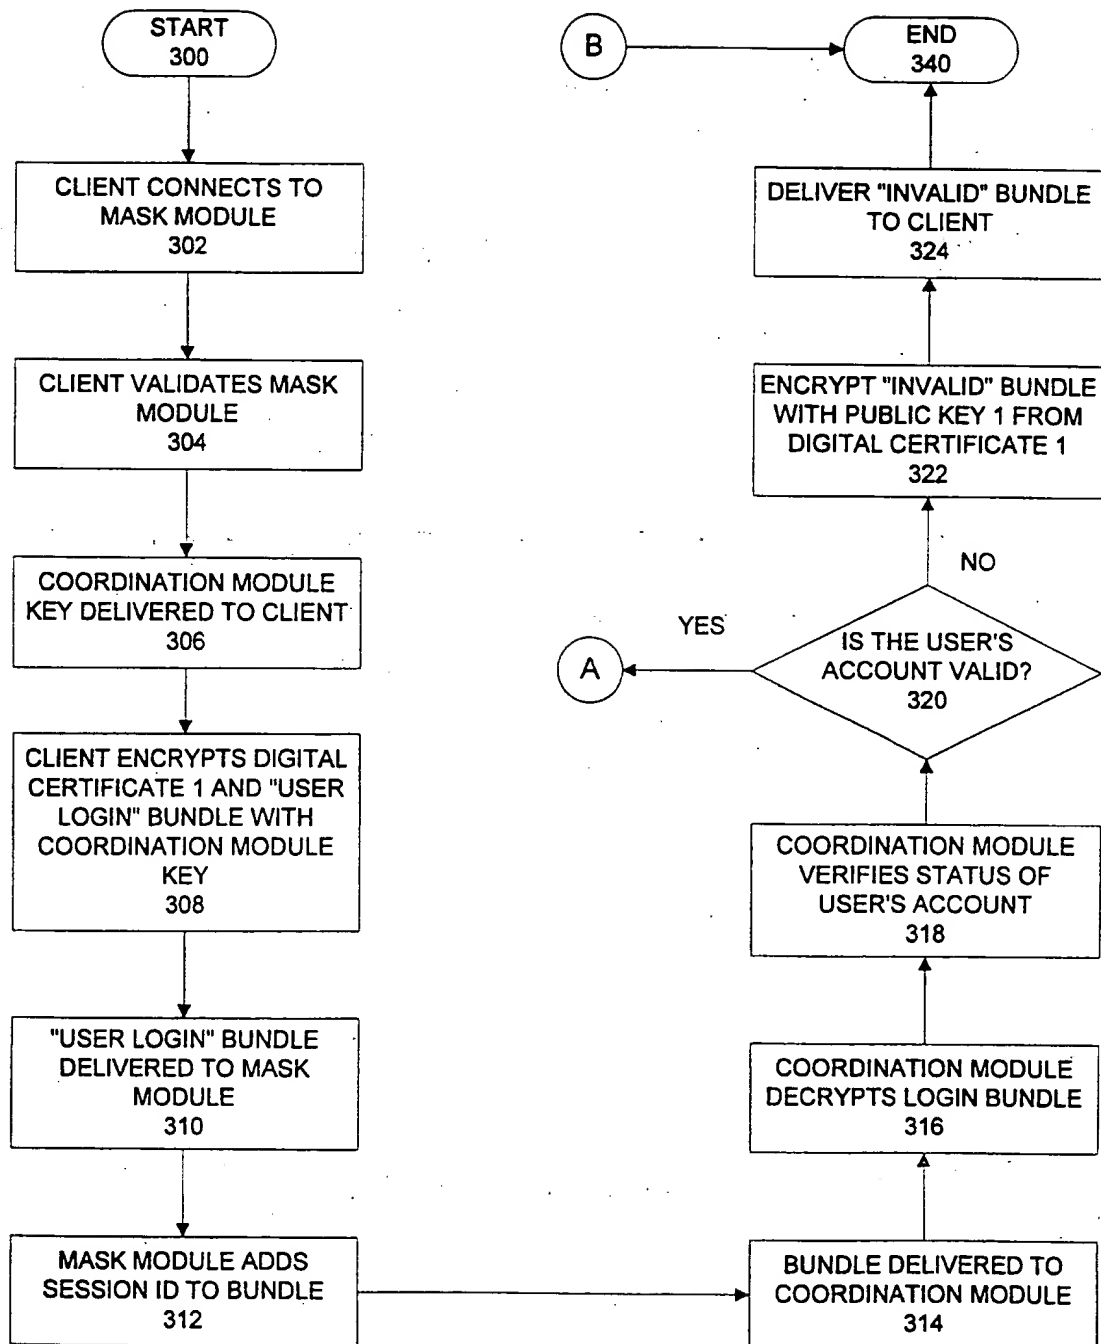 START
300
CLIENT CONNECTS TO
MASK MODULE
302
CLIENT VALIDATES MASK
MODULE
304
COORDINATION MODULE
KEY DELIVERED TO CLIENT
306
CLIENT ENCRYPTS DIGITAL
CERTIFICATE 1 AND "USER
LOGIN" BUNDLE WITH
COORDINATION MODULE
KEY
308
"USER LOGIN" BUNDLE
DELIVERED TO MASK
MODULE
310
MASK MODULE ADDS
SESSION ID TO BUNDLE
312
B
END
340
DELIVER "INVALID" BUNDLE
TO CLIENT
324
ENCRYPT "INVALID" BUNDLE
WITH PUBLIC KEY 1 FROM
DIGITAL CERTIFICATE 1
322
NO
YES
A
IS THE USER'S
ACCOUNT VALID?
320
COORDINATION MODULE
VERIFIES STATUS OF
USER'S ACCOUNT
318
COORDINATION MODULE
DECRYPTS LOGIN BUNDLE
316
BUNDLE DELIVERED TO
COORDINATION MODULE
314